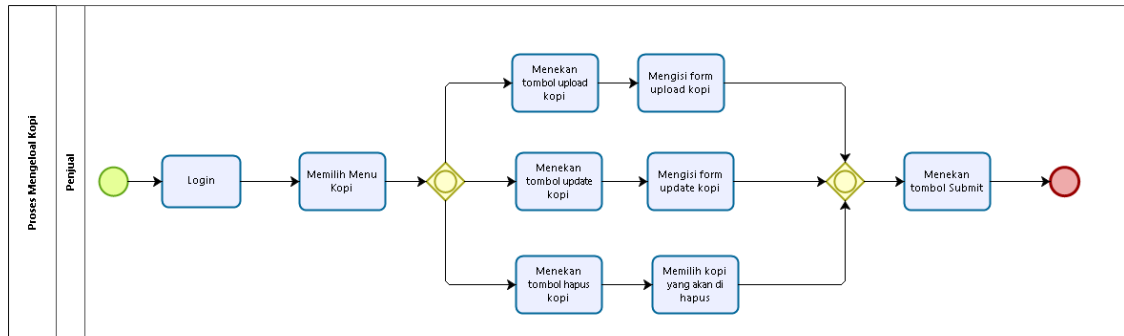 Proses Mengeloal Kopi
Penjual
Login
Memilih Menu
Kopi
Menekan
tombol upload
kopi
Mengisi form
upload kopi
Menekan
tombol update
kopi
Mengisi form
update kopi
Menekan
tombol hapus
kopi
Memilih kopi
yang akan di
hapus
Menekan
tombol Submit